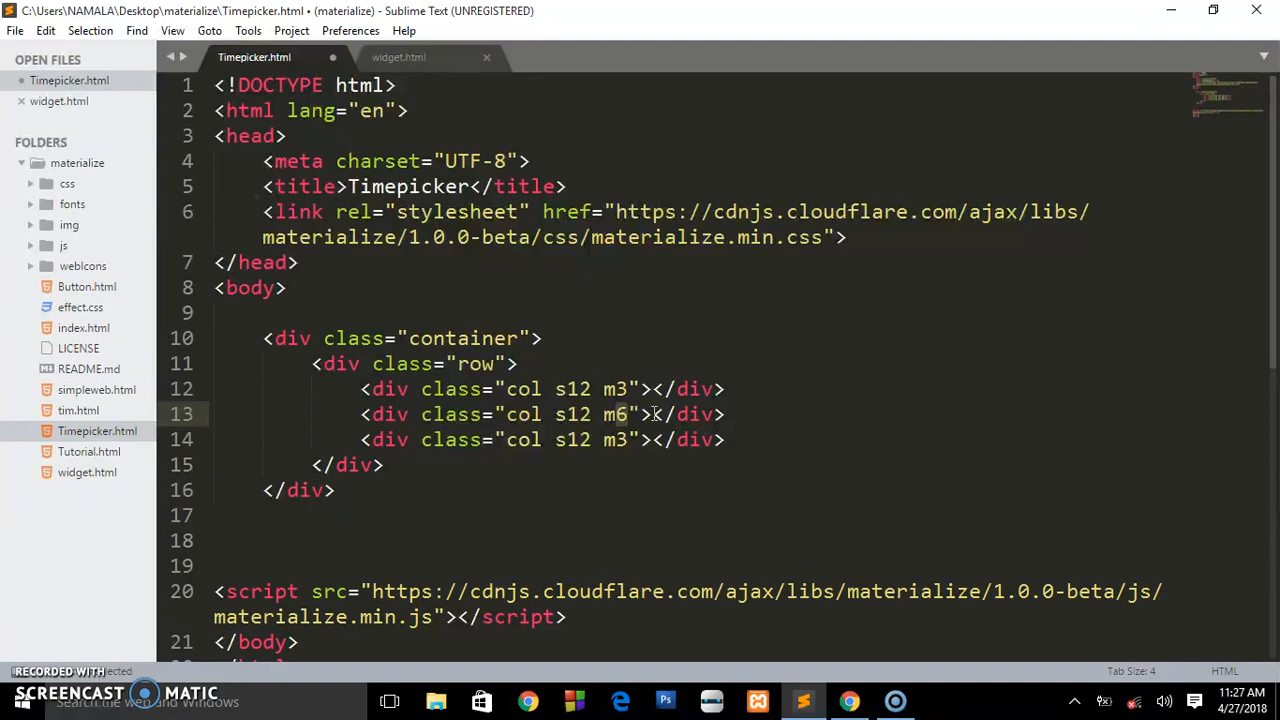 C:\Users\NAMALA\Desktop\materialize\Timepicker.html • (materialize) - Sublime Text (UNREGISTERED)
File Edit Selection Find View Goto Tools Project Preferences Help
OPEN FILES
Timepicker.html
widget.html
FOLDERS
materialize
css
fonts
img
js
webIcons
Button.html
effect.css
index.html
LICENSE
README.md
simpleweb.html
tim.html
Timepicker.html
Tutorial.html
widget.html
Timepicker.html widget.html
1 <!DOCTYPE html>
2 <html lang="en">
3 <head>
4 <meta charset="UTF-8">
5 <title>Timepicker</title>
6 <link rel="stylesheet" href="https://cdnjs.cloudflare.com/ajax/libs/
materialize/1.0.0-beta/css/materialize.min.css">
7 </head>
8 <body>
9
10 <div class="container">
11 <div class="row">
12 <div class="col s12 m3"></div>
13 <div class="col s12 m6"></div>
14 <div class="col s12 m3"></div>
15 </div>
16 </div>
17
18
19
20 <script src="https://cdnjs.cloudflare.com/ajax/libs/materialize/1.0.0-beta/js/
materialize.min.js"></script>
21 </body>
Tab Size: 4 HTML
RECORDED WITH
SCREENCAST MATIC
Search the web and Windows
11:27 AM
4/27/2018